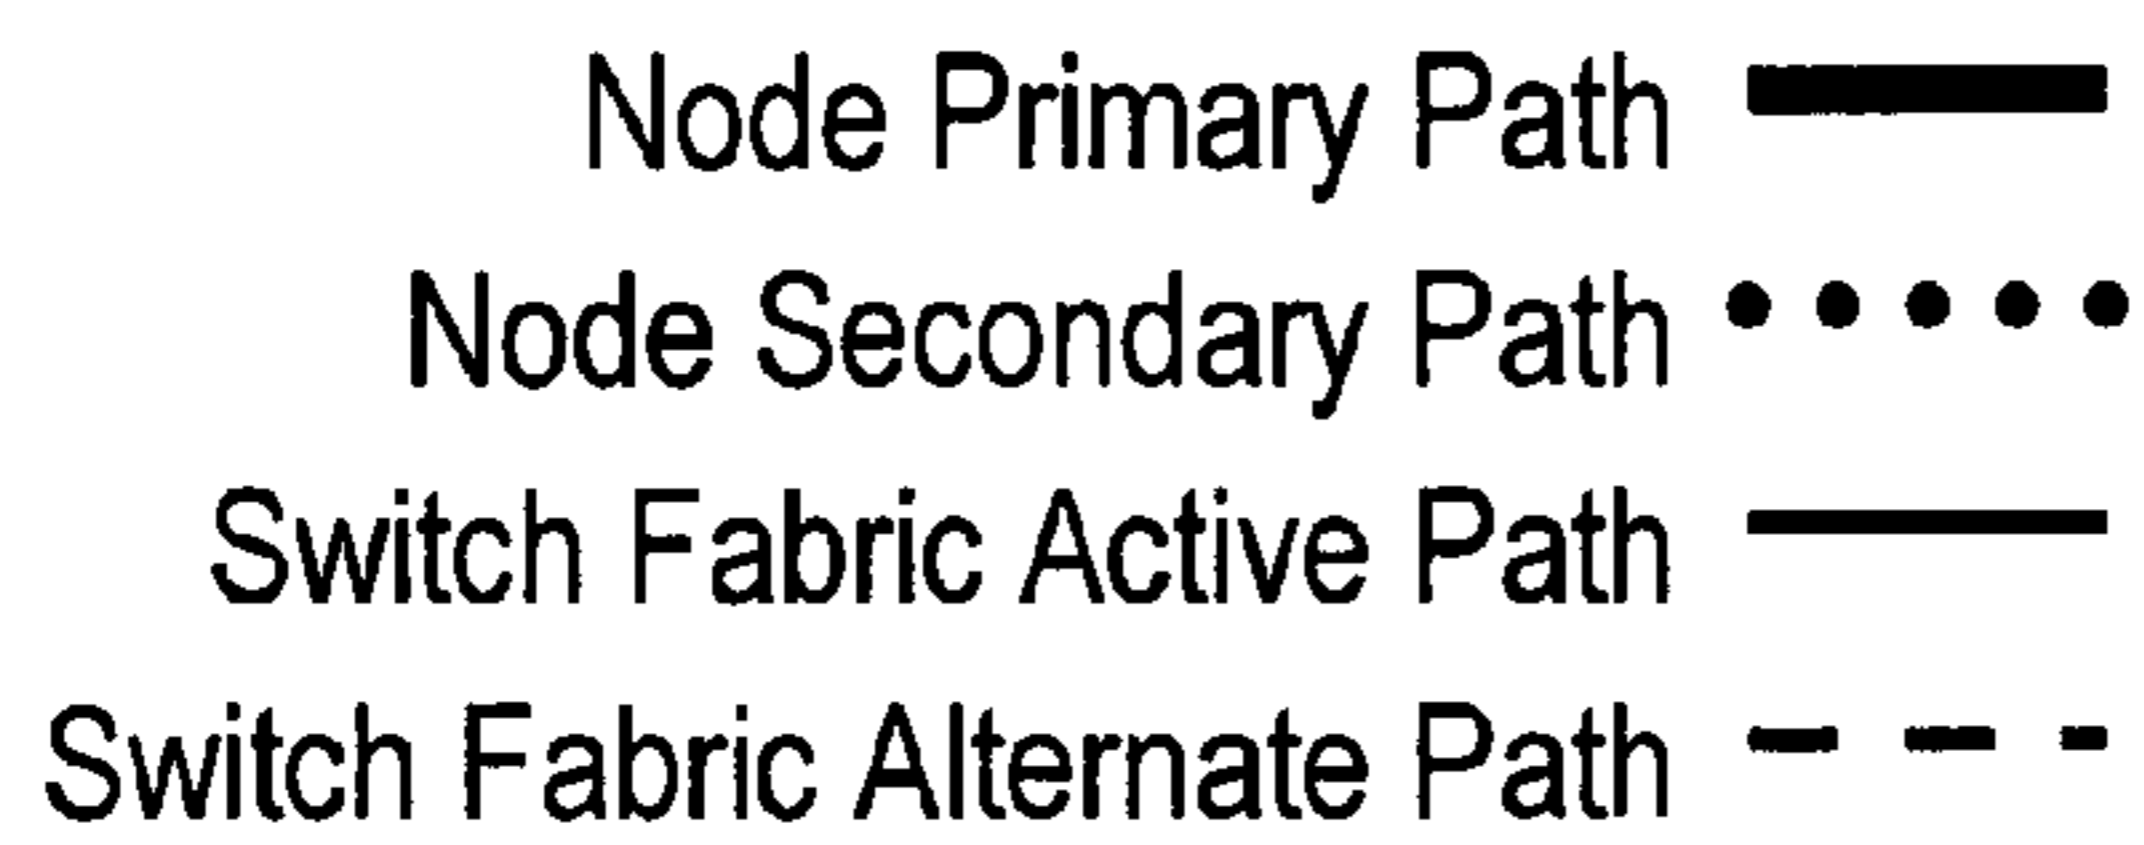 Node Primary Path
Node Secondary Path
Switch Fabric Active Path
Switch Fabric Alternate Path